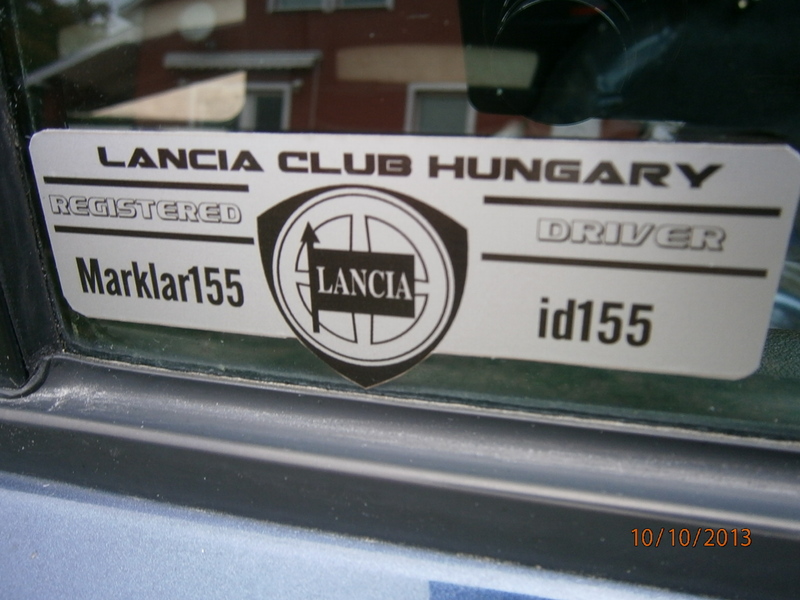 LANCIA CLUB HUNGARY
REGISTERED
DRIVER
Marklar155
LANCIA
id155
10/10/2013